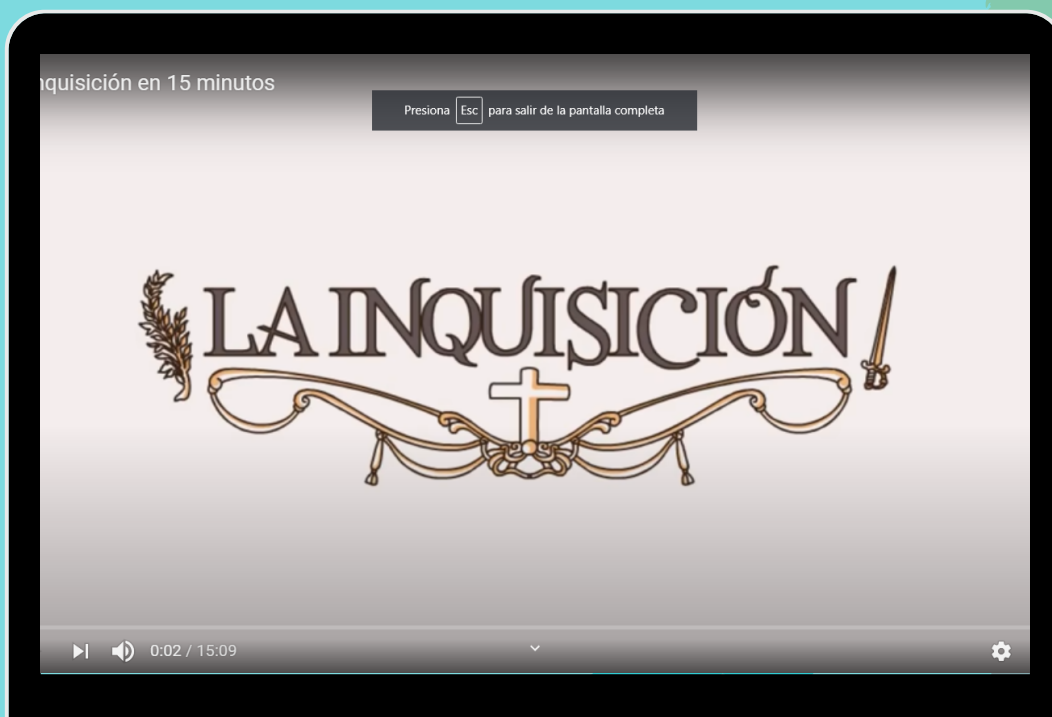 nquisición en 15 minutos
Presiona Esc para salir de la pantalla completa
LA INQUISICIÓN
0:02 / 15:09